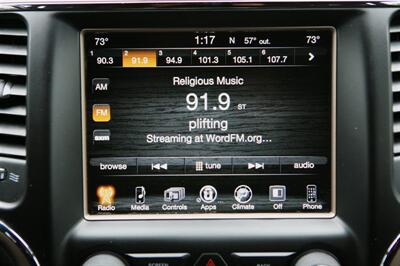 73° 1:17 N 57° out. 73°
1 90.3 2 91.9 3 94.9 4 101.3 5 105.1 6 107.7
Religious Music
AM
91.9 ST
FM
plifting
sxm
Streaming at WordFM.org...
browse tune audio
Radio Media Controls Apps Climate Off Phone
SCREEN